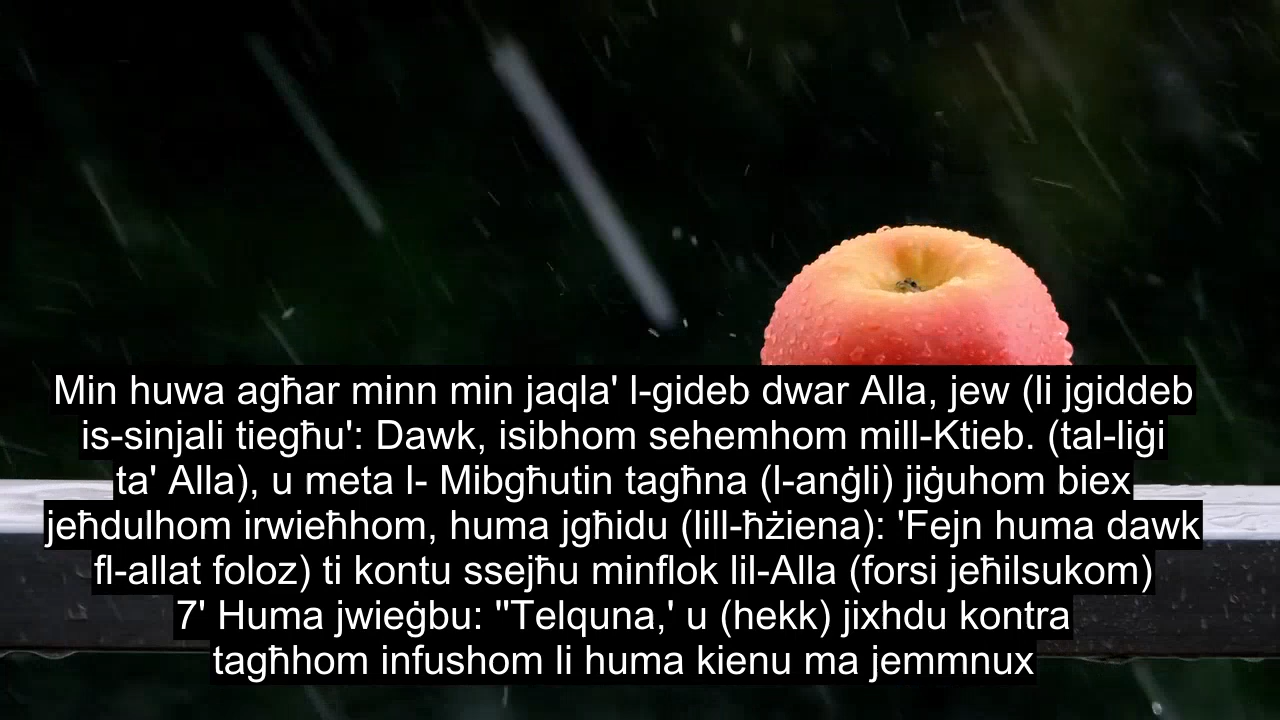 Min huwa agħar minn min jaqla' l-gideb dwar Alla, jew (li jgiddeb
is-sinjali tiegħu': Dawk, isibhom sehemhom mill-Ktieb. (tal-liġi
ta' Alla), u meta l- Mibgħutin tagħna (l-anġli) jiġuhom biex
jeħdulhom irwieħhom, huma jgħidu (lill-ħżiena): 'Fejn huma dawk
fl-allat foloz) ti kontu ssejħu minflok lil-Alla (forsi jeħilsukom)
7' Huma jwieġbu: ''Telquna,' u (hekk) jixhdu kontra
tagħhom infushom li huma kienu ma jemmnux